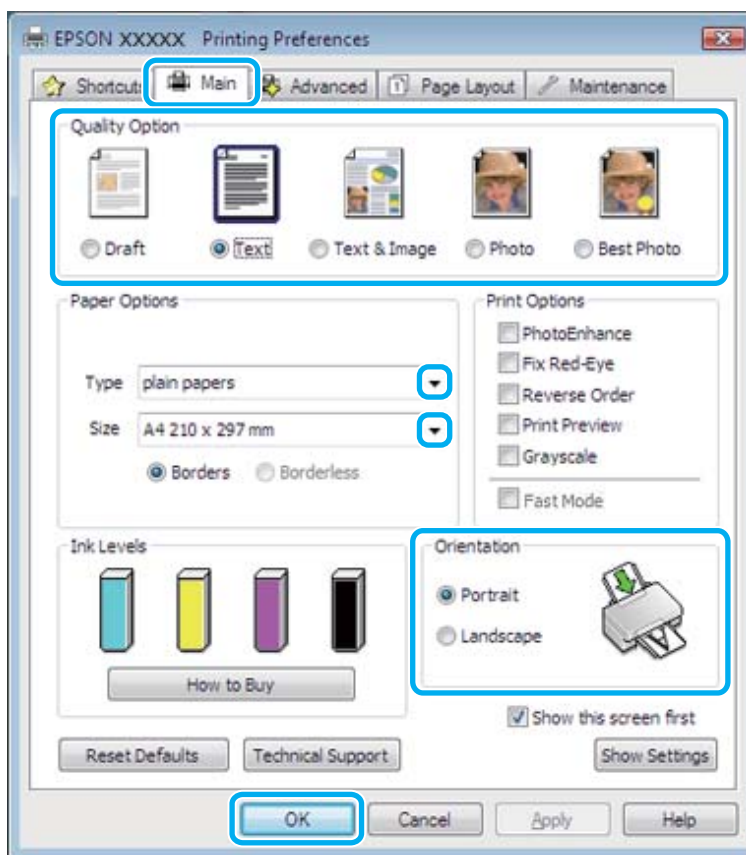 EPSON XXXXX Printing Preferences
Shortcuts Main Advanced 1 Page Layout Maintenance
Quality Option
Draft Text Text & Image Photo Best Photo
Paper Options
Type plain papers
Size A4 210 x 297 mm
Borders Borderless
Print Options
PhotoEnhance
Fix Red-Eye
Reverse Order
Print Preview
Grayscale
Fast Mode
Ink Levels
How to Buy
Orientation
Portrait
Landscape
Show this screen first
Reset Defaults Technical Support Show Settings
OK Cancel Apply Help